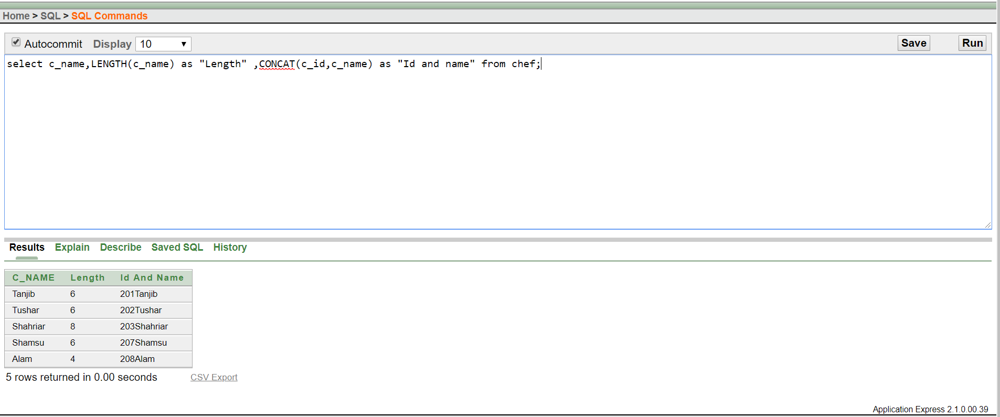 Home > SQL > SQL Commands
Autocommit Display 10 Save Run
select c_name,LENGTH(c_name) as "Length" ,CONCAT(c_id,c_name) as "Id and name" from chef;
Results Explain Describe Saved SQL History
C_NAME Length Id And Name
Tanjib 6 201Tanjib
Tushar 6 202Tushar
Shahriar 8 203Shahriar
Shamsu 6 207Shamsu
Alam 4 208Alam
5 rows returned in 0.00 seconds CSV Export
Application Express 2.1.0.00.39